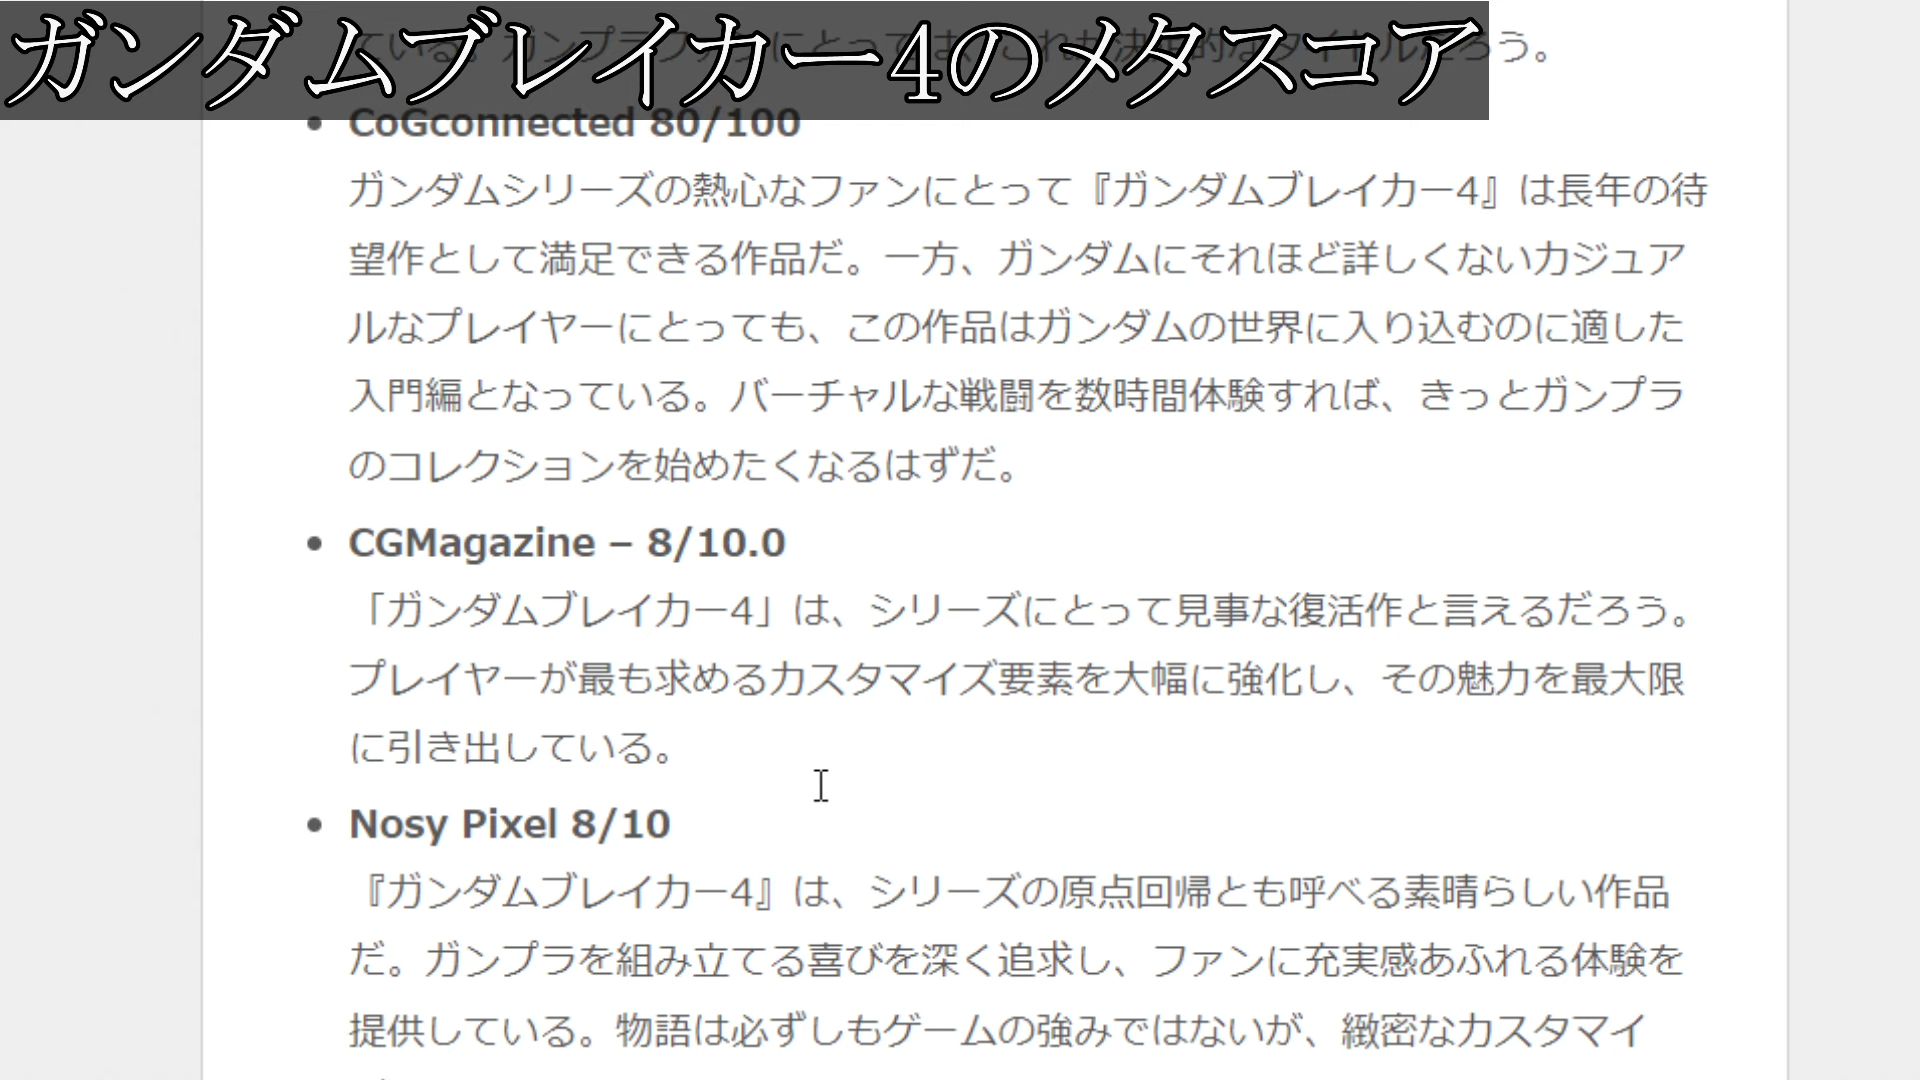 ガンダムブレイカー4のメタスコア
ろう。
CoGconnected 80/100
ガンダムシリーズの熱心なファンにとって『ガンダムブレイカー4』は長年の待
望作として満足できる作品だ。一方、ガンダムにそれほど詳しくないカジュア
ルなプレイヤーにとっても、この作品はガンダムの世界に入り込むのに適した
入門編となっている。バーチャルな戦闘を数時間体験すれば、きっとガンプラ
のコレクションを始めたくなるはずだ。
CGMagazine – 8/10.0
「ガンダムブレイカー4」は、シリーズにとって見事な復活作と言えるだろう。
プレイヤーが最も求めるカスタマイズ要素を大幅に強化し、その魅力を最大限
に引き出している。
Nosy Pixel 8/10
『ガンダムブレイカー4』は、シリーズの原点回帰とも呼べる素晴らしい作品
だ。ガンプラを組み立てる喜びを深く追求し、ファンに充実感あふれる体験を
提供している。物語は必ずしもゲームの強みではないが、緻密なカスタマイ